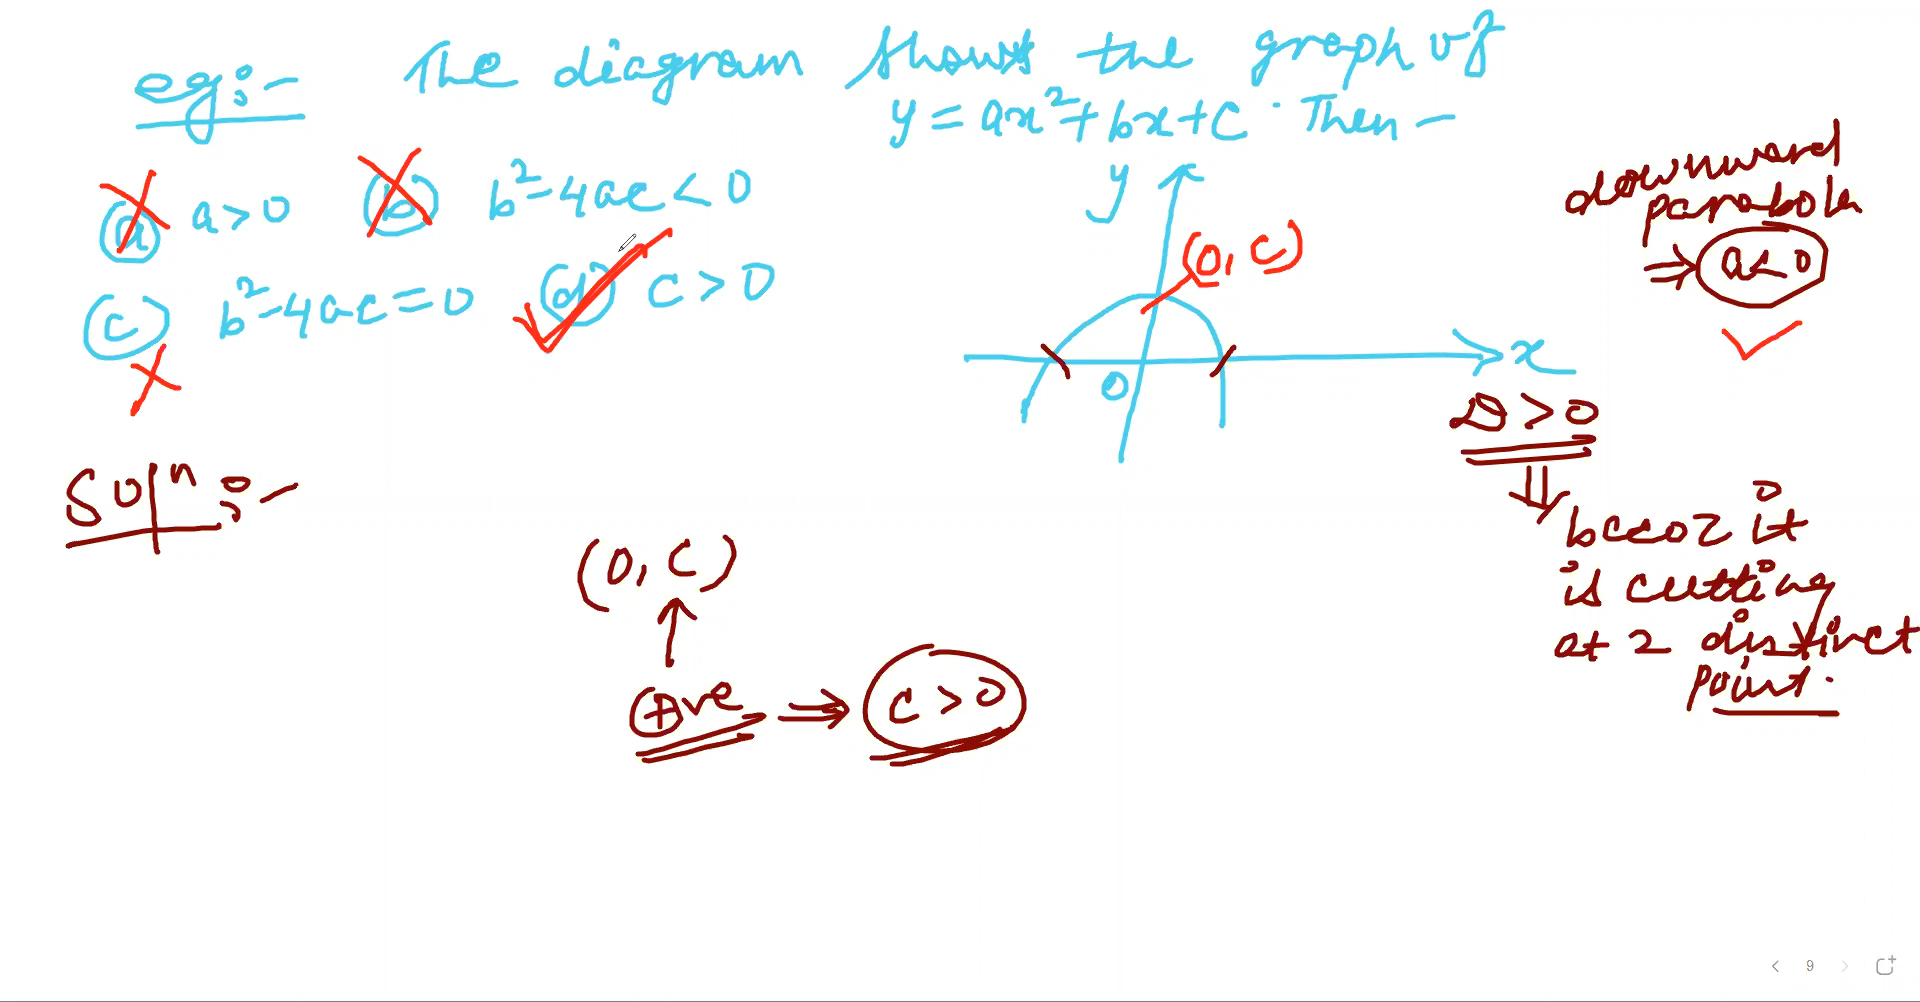 eg:-
The diagram shows the graph of
y = ax²+bx+c. Then -
(a) a>0
(b) b²-4ac<0
(c) b²-4ac=0
(d) c>0
y
(0, c)
x
0
downward
parabola
⇒ a<0
D>0
⇓
becoz it
is cutting
at 2 distinct
point.
Solⁿ:-
(0, c)
↑
+ve ⇒ c>0
9